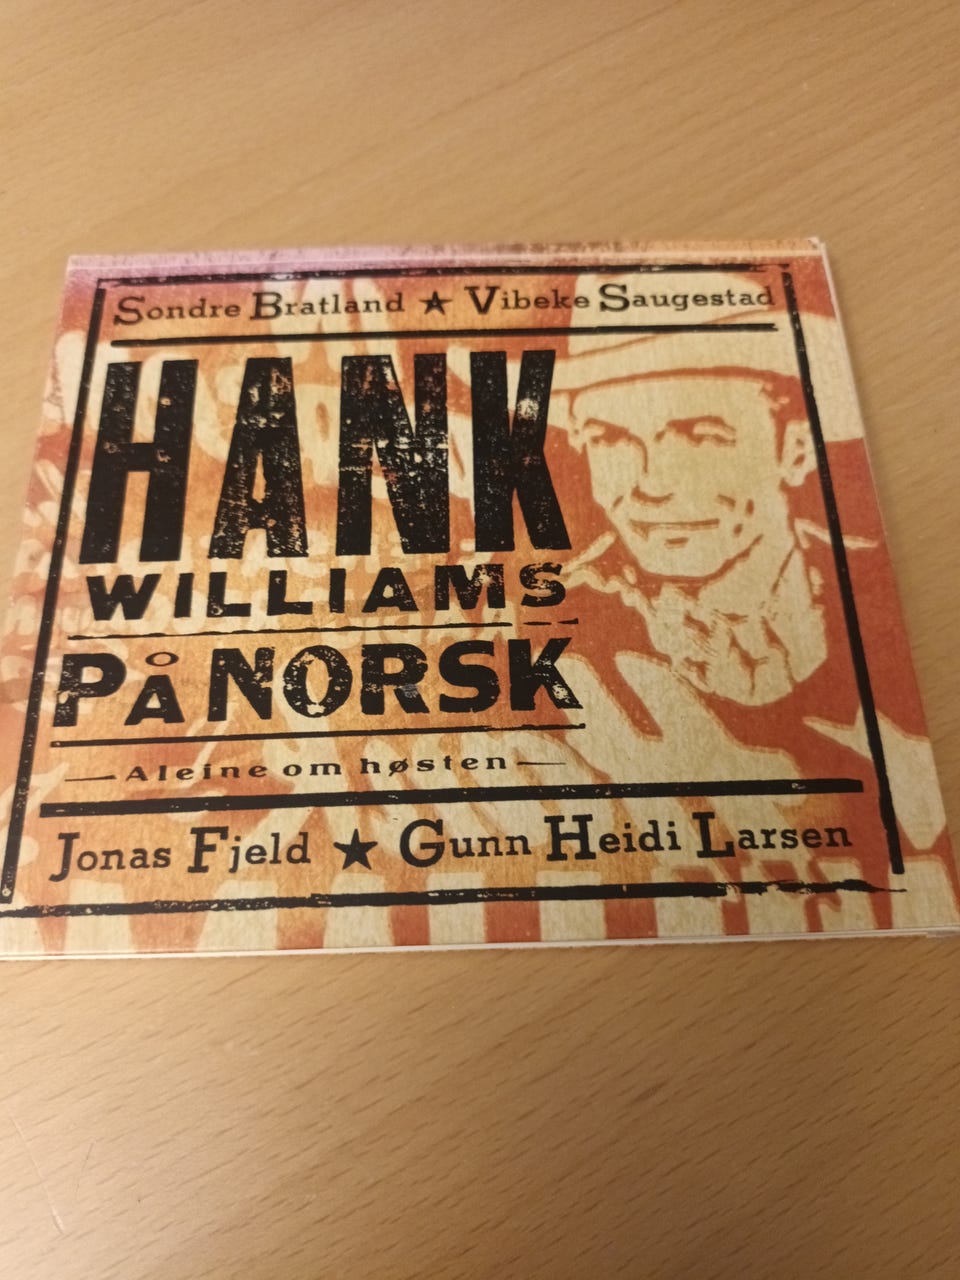 Sondre Bratland ★ Vibeke Saugestad
HANK
WILLIAMS
PÅ NORSK
—Aleine om høsten—
Jonas Fjeld ★ Gunn Heidi Larsen